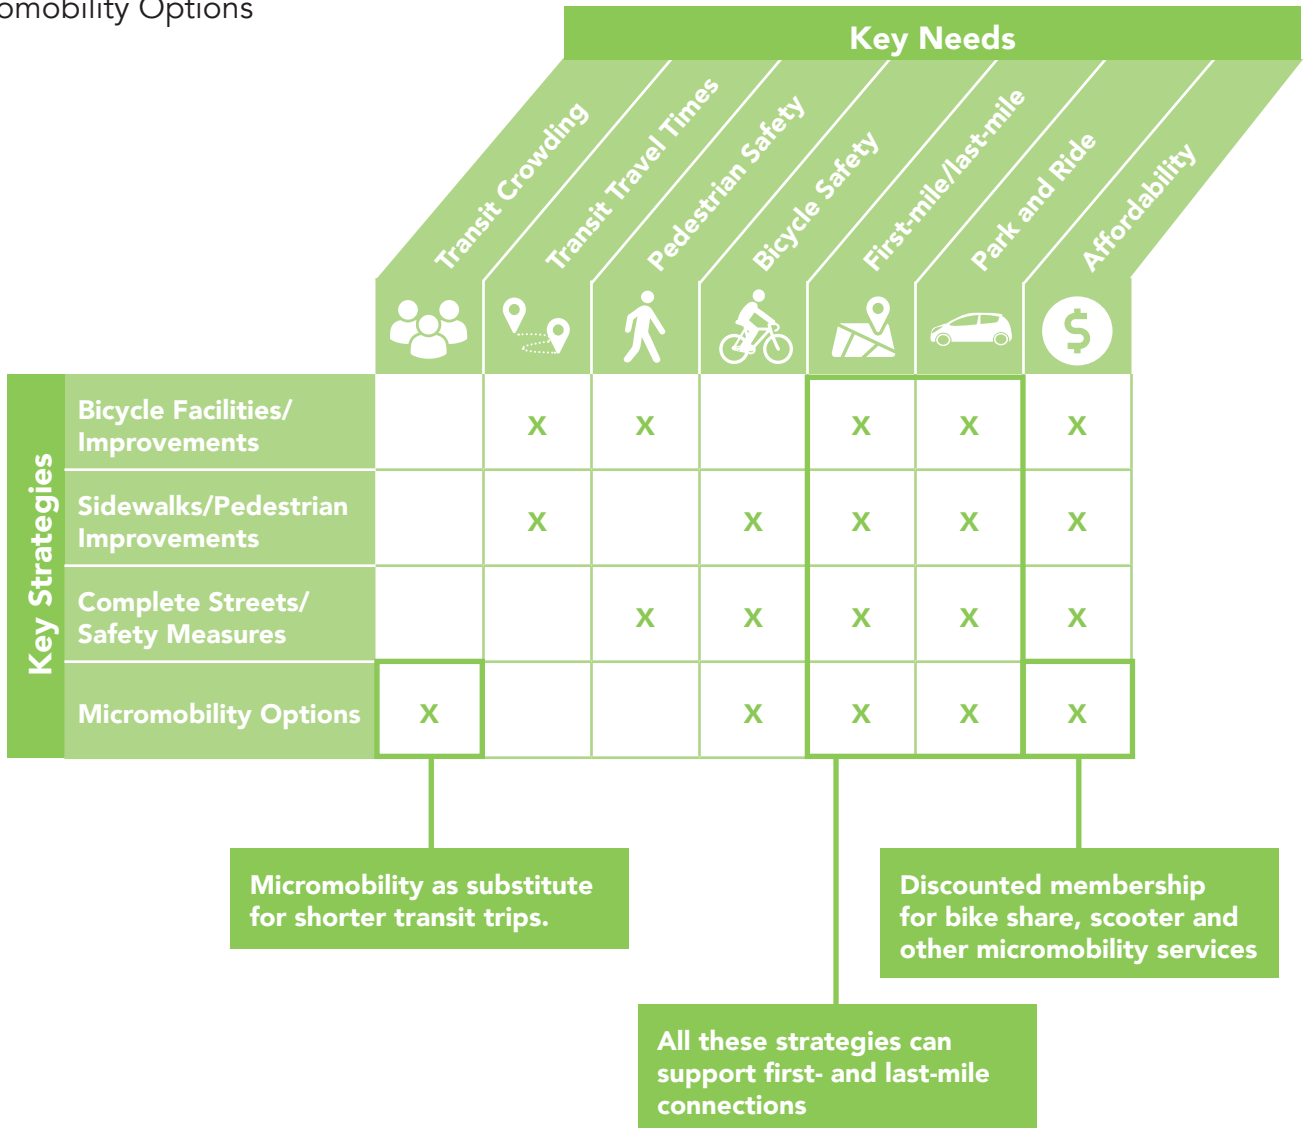 omobility Options
Key Needs
Transit Crowding
Transit Travel Times
Pedestrian Safety
Bicycle Safety
First-mile/last-mile
Park and Ride
Affordability
$
Key Strategies
Bicycle Facilities/
Improvements
X X X X X
Sidewalks/Pedestrian
Improvements
X X X X X
Complete Streets/
Safety Measures
X X X X X
Micromobility Options
X X X X X
Micromobility as substitute
for shorter transit trips.
Discounted membership
for bike share, scooter and
other micromobility services
All these strategies can
support first- and last-mile
connections